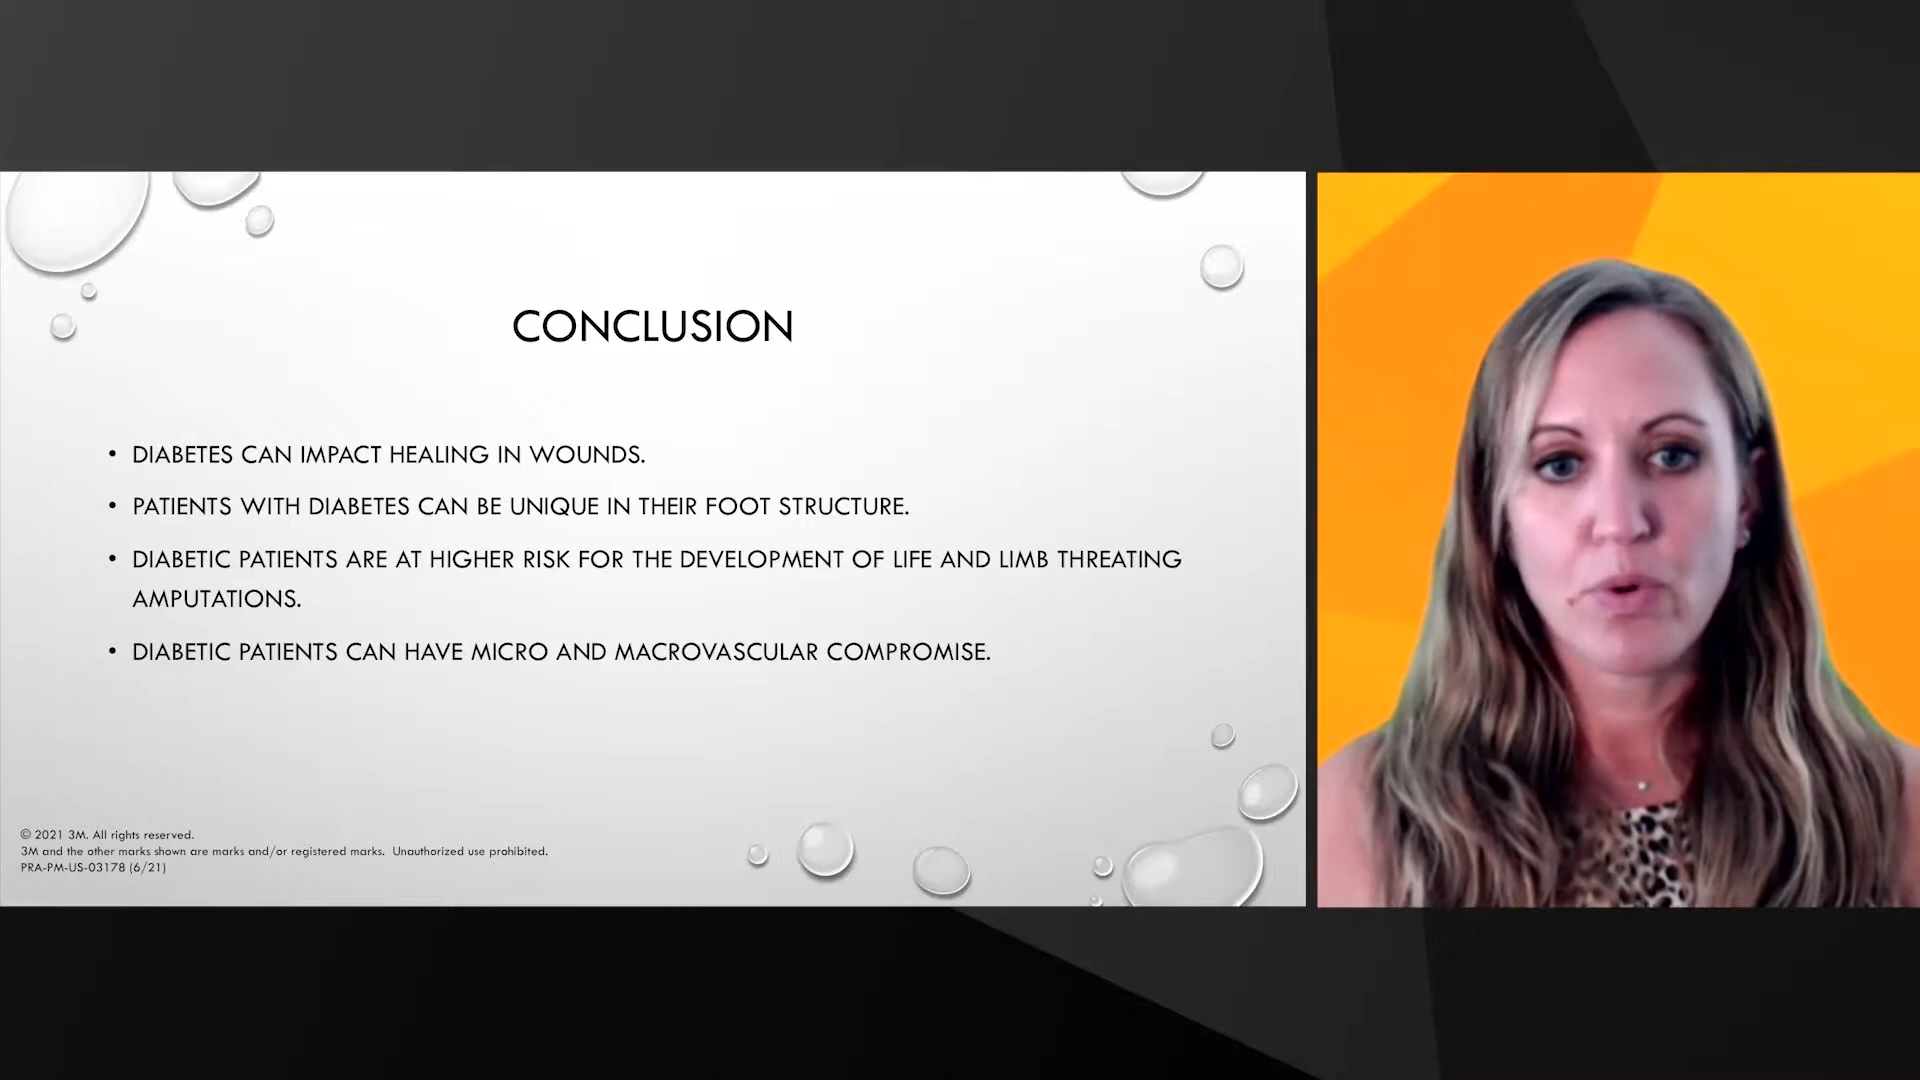 CONCLUSION
• DIABETES CAN IMPACT HEALING IN WOUNDS.
• PATIENTS WITH DIABETES CAN BE UNIQUE IN THEIR FOOT STRUCTURE.
• DIABETIC PATIENTS ARE AT HIGHER RISK FOR THE DEVELOPMENT OF LIFE AND LIMB THREATING
AMPUTATIONS.
• DIABETIC PATIENTS CAN HAVE MICRO AND MACROVASCULAR COMPROMISE.
© 2021 3M. All rights reserved.
3M and the other marks shown are marks and/or registered marks. Unauthorized use prohibited.
PRA-PM-US-03178 (6/21)